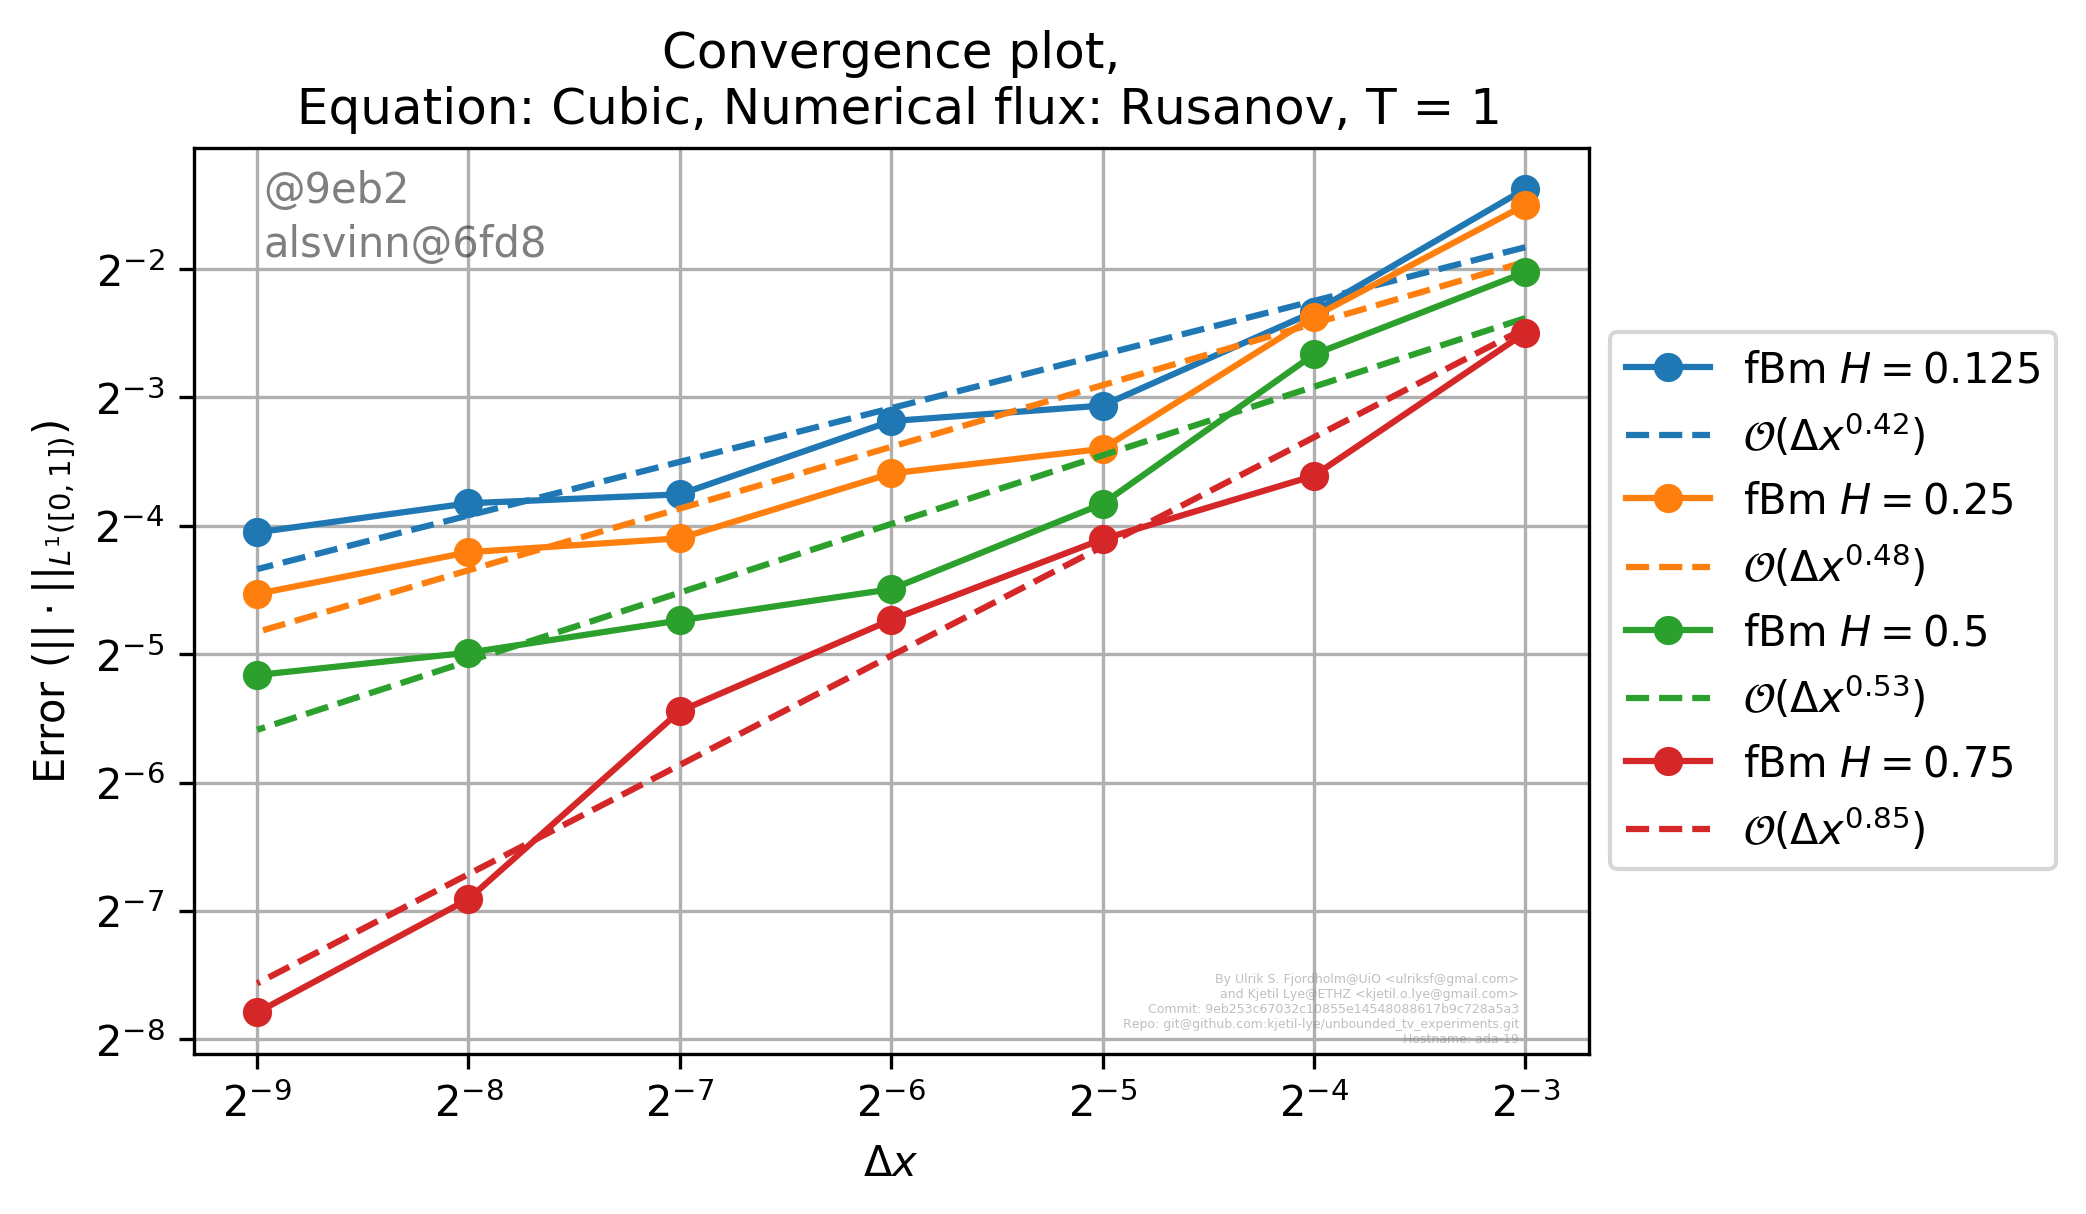 Convergence plot,
Equation: Cubic, Numerical flux: Rusanov, T = 1
@9eb2
alsvinn@6fd8
2⁻²
2⁻³
2⁻⁴
2⁻⁵
2⁻⁶
2⁻⁷
2⁻⁸
Error (||·||_{L¹([0,1])})
By Ulrik S. Fjordholm@UiO <ulriksf@gmal.com>
and Kjetil Lye@ETHZ <kjetil.o.lye@gmail.com>
Commit: 9eb253c67032c10855e14548088617b9c728a5a3
Repo: git@github.com:kjetil-lye/unbounded_tv_experiments.git
Hostname: ada-19
2⁻⁹
2⁻⁸
2⁻⁷
2⁻⁶
2⁻⁵
2⁻⁴
2⁻³
Δx
fBm H = 0.125
𝒪(Δx^{0.42})
fBm H = 0.25
𝒪(Δx^{0.48})
fBm H = 0.5
𝒪(Δx^{0.53})
fBm H = 0.75
𝒪(Δx^{0.85})